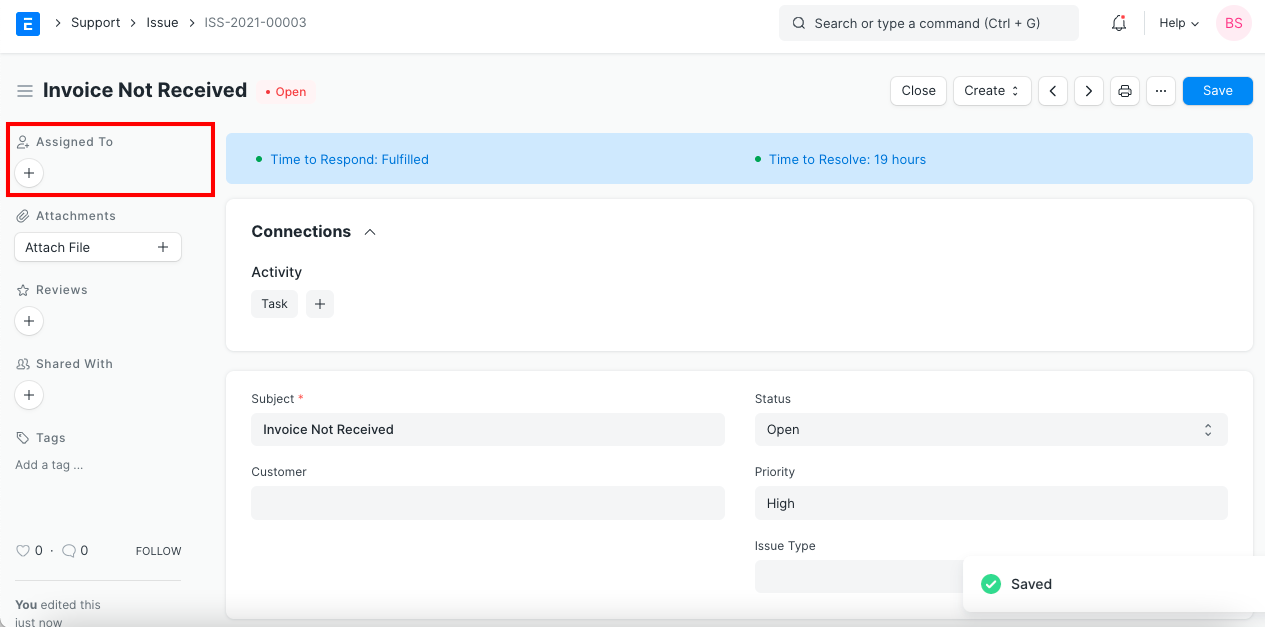 E Support Issue ISS-2021-00003
Search or type a command (Ctrl + G)
Help
BS
Invoice Not Received
Open
Close
Create
Save
Assigned To
Attachments
Attach File
Reviews
Shared With
Tags
Add a tag ...
0 · 0 FOLLOW
You edited this
just now
Time to Respond: Fulfilled
Time to Resolve: 19 hours
Connections
Activity
Task
Subject *
Invoice Not Received
Customer
Status
Open
Priority
High
Issue Type
Saved